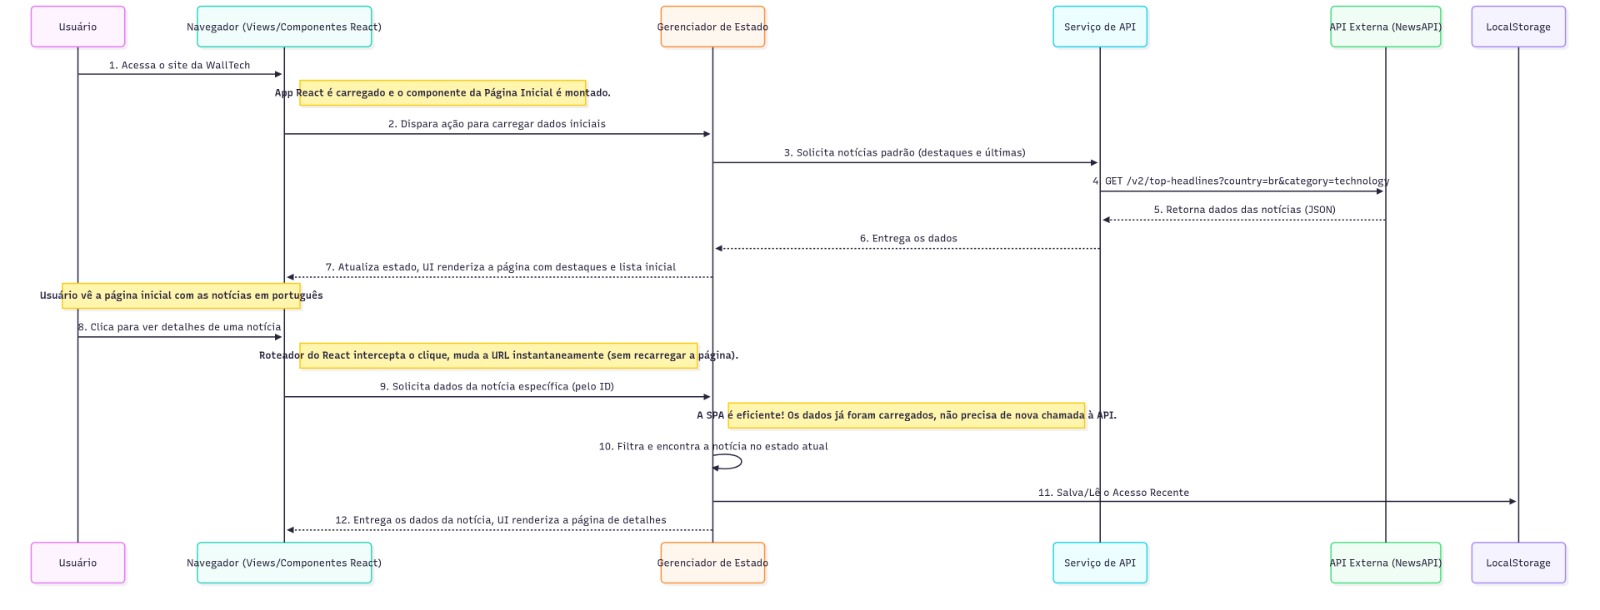 Usuário
Navegador (Views/Componentes React)
Gerenciador de Estado
Serviço de API
API Externa (NewsAPI)
LocalStorage
1. Acessa o site da WallTech
App React é carregado e o componente da Página Inicial é montado.
2. Dispara ação para carregar dados iniciais
3. Solicita notícias padrão (destaques e últimas)
4. GET /v2/top-headlines?country=br&category=technology
5. Retorna dados das notícias (JSON)
6. Entrega os dados
7. Atualiza estado, UI renderiza a página com destaques e lista inicial
Usuário vê a página inicial com as notícias em português
8. Clica para ver detalhes de uma notícia
Roteador do React intercepta o clique, muda a URL instantaneamente (sem recarregar a página).
9. Solicita dados da notícia específica (pelo ID)
A SPA é eficiente! Os dados já foram carregados, não precisa de nova chamada à API.
10. Filtra e encontra a notícia no estado atual
11. Salva/Lê o Acesso Recente
12. Entrega os dados da notícia, UI renderiza a página de detalhes
Usuário
Navegador (Views/Componentes React)
Gerenciador de Estado
Serviço de API
API Externa (NewsAPI)
LocalStorage